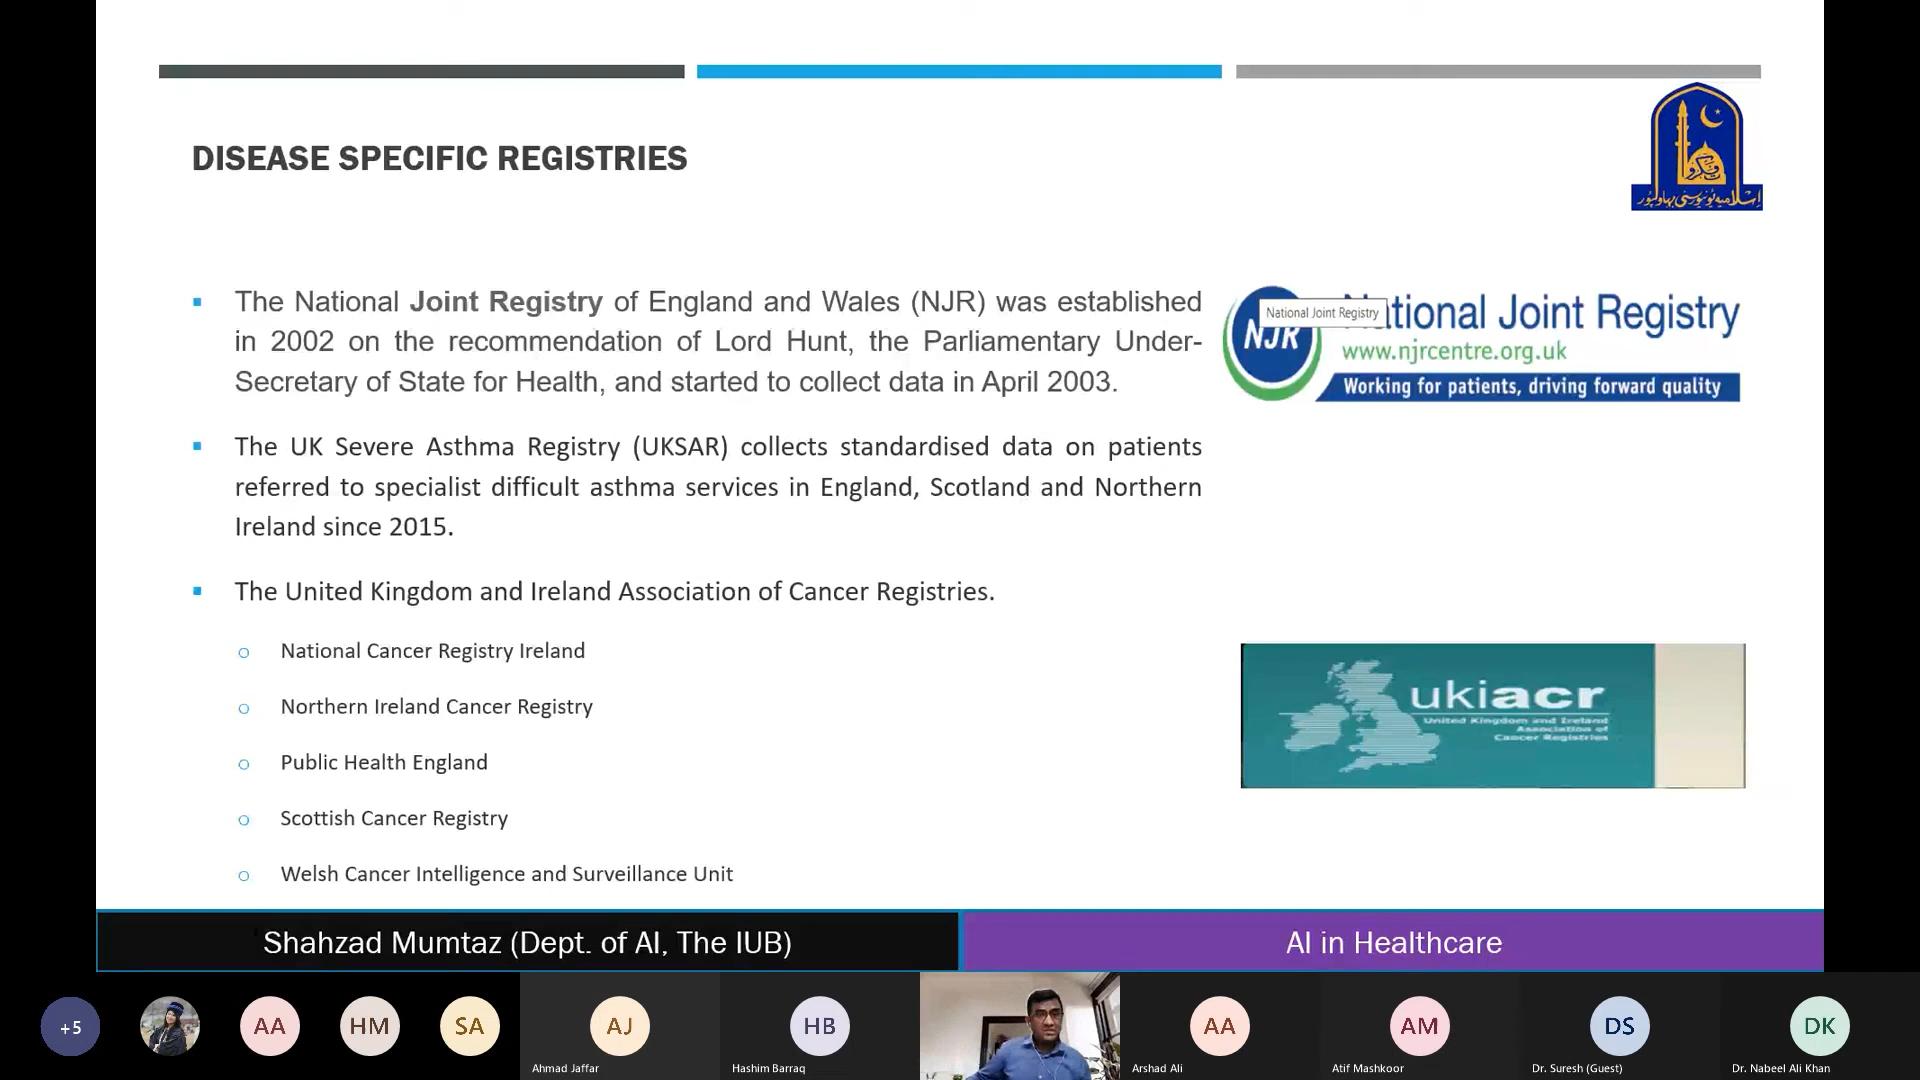 DISEASE SPECIFIC REGISTRIES
اسلامیہ یونیورسٹی بہاولپور
The National Joint Registry of England and Wales (NJR) was established
in 2002 on the recommendation of Lord Hunt, the Parliamentary Under-
Secretary of State for Health, and started to collect data in April 2003.
NJR
National Joint Registry
tional Joint Registry
www.njrcentre.org.uk
Working for patients, driving forward quality
The UK Severe Asthma Registry (UKSAR) collects standardised data on patients
referred to specialist difficult asthma services in England, Scotland and Northern
Ireland since 2015.
The United Kingdom and Ireland Association of Cancer Registries.
National Cancer Registry Ireland
Northern Ireland Cancer Registry
Public Health England
Scottish Cancer Registry
Welsh Cancer Intelligence and Surveillance Unit
ukiacr
United Kingdom and Ireland
Association of
Cancer Registries
Shahzad Mumtaz (Dept. of AI, The IUB)
AI in Healthcare
+5
AA
HM
SA
AJ
Ahmad Jaffar
HB
Hashim Barraq
AA
Arshad Ali
AM
Atif Mashkoor
DS
Dr. Suresh (Guest)
DK
Dr. Nabeel Ali Khan